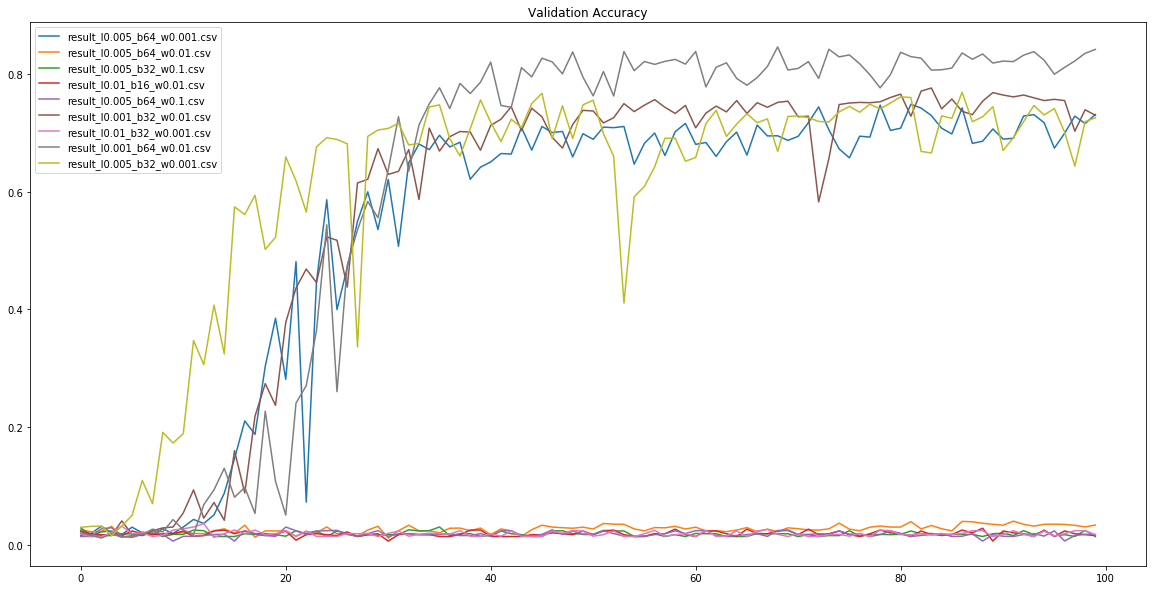 Validation Accuracy
result_l0.005_b64_w0.001.csv
result_l0.005_b64_w0.01.csv
result_l0.005_b32_w0.1.csv
result_l0.01_b16_w0.01.csv
result_l0.005_b64_w0.1.csv
result_l0.001_b32_w0.01.csv
result_l0.01_b32_w0.001.csv
result_l0.001_b64_w0.01.csv
result_l0.005_b32_w0.001.csv
0.8
0.6
0.4
0.2
0.0
0 20 40 60 80 100